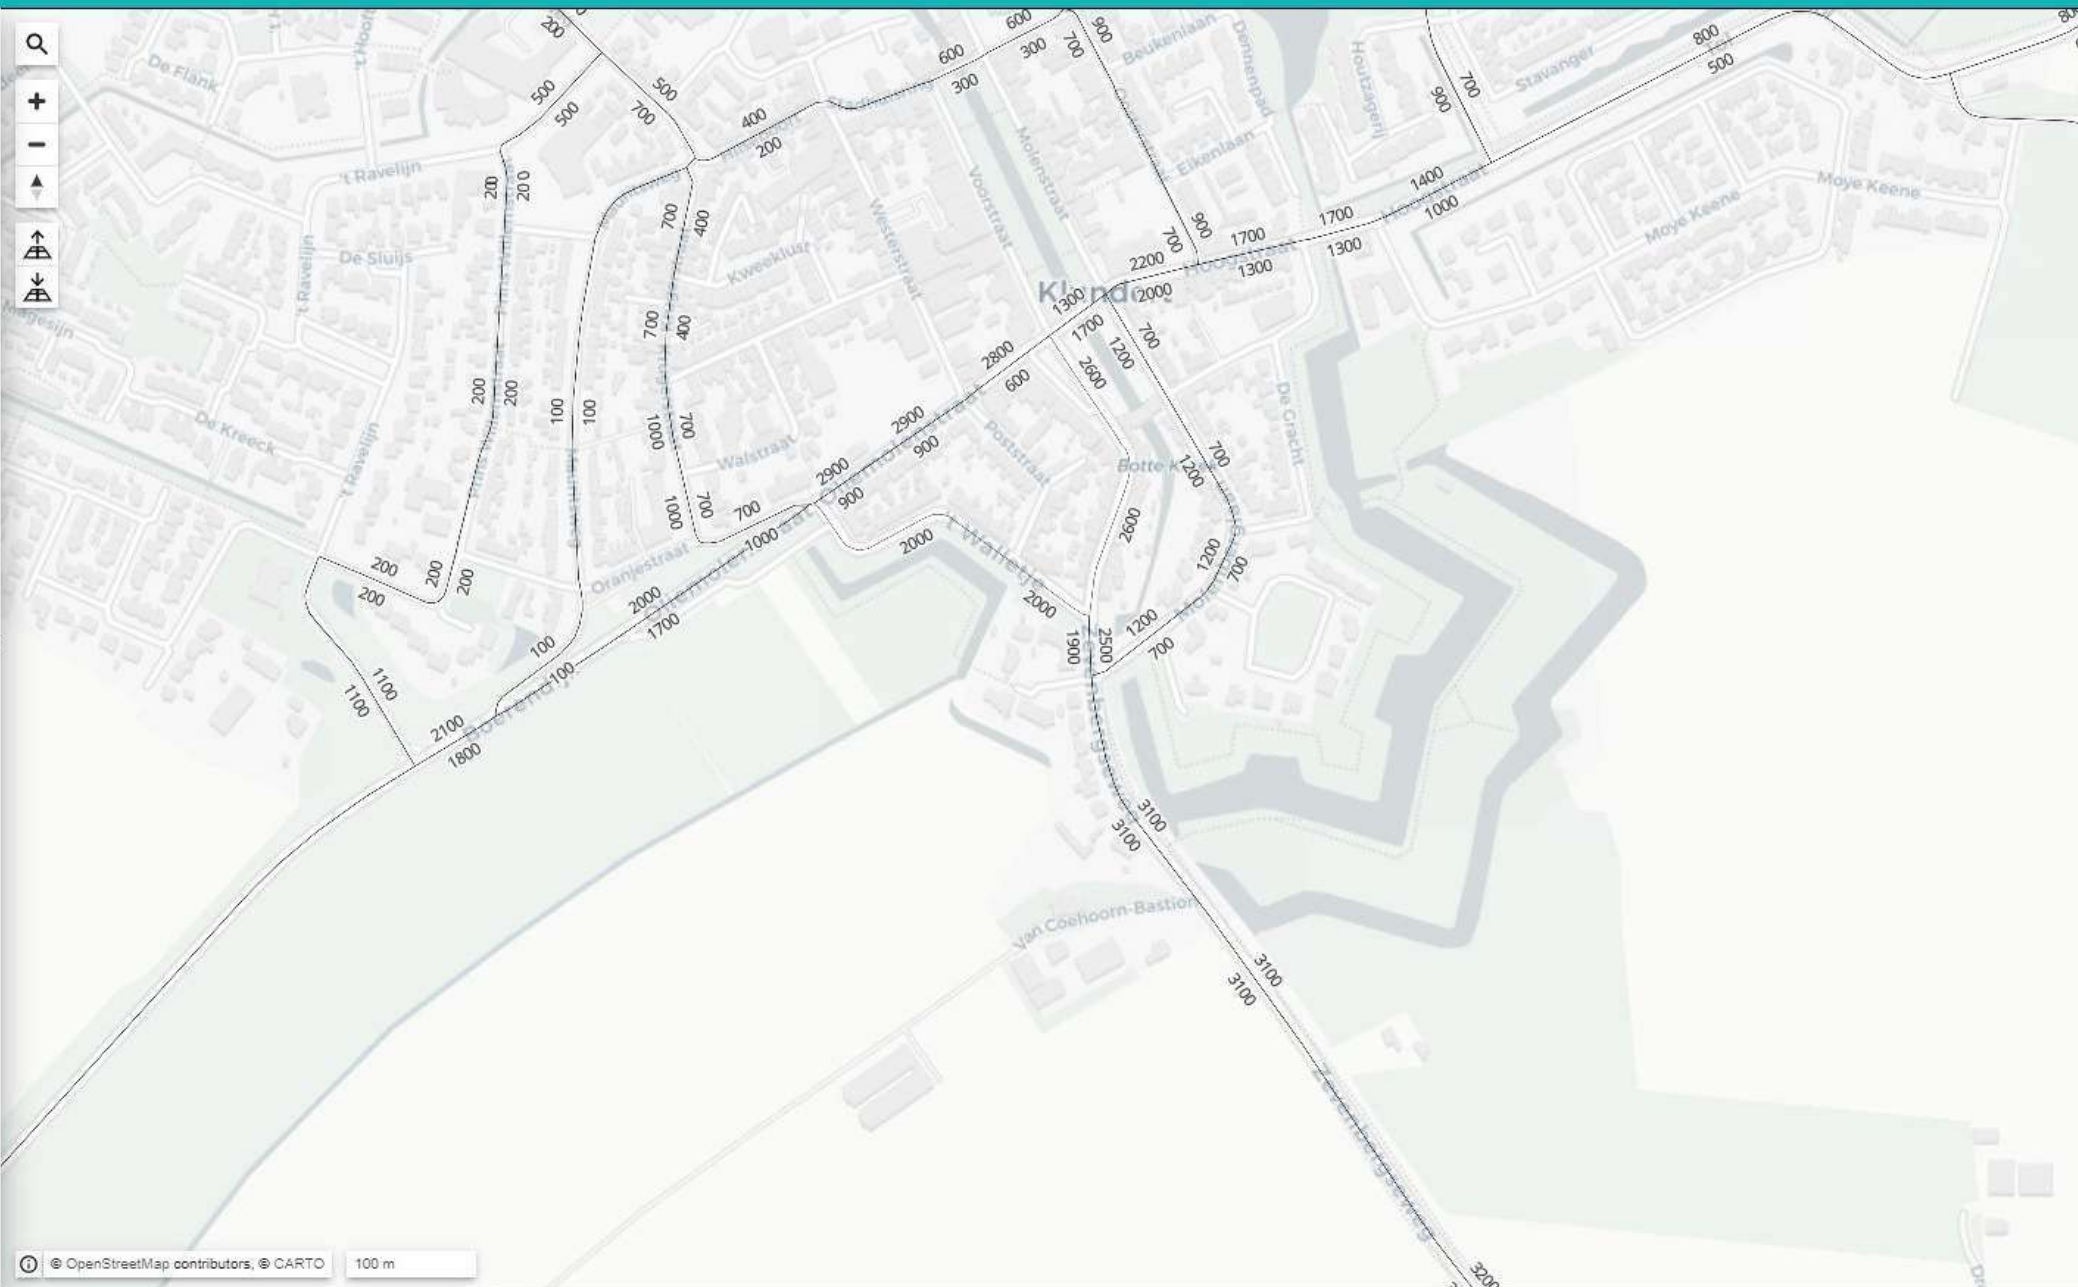 200
600
900
300
700
Beukenlaan
Dennenpad
800
500
Stavanger
De Flank
500
500
500
700
600
300
400
200
Molenstraat
Houtzagerij
700
900
't Ravelijn
200
200
Eikenlaan
Voorstraat
1400
1000
Moye Keene
Moye Keene
700
400
Westerstraat
900
700
1700
1300
1700
1300
Hoogstraat
't Ravelijn
De Sluijs
Kweeklust
2200
2000
1300
1700
700
400
700
1200
2800
600
2600
200
200
100
100
De Kreeck
't Ravelijn
1000
700
Walstraat
2900
900
Poststraat
De Gracht
700
1200
2900
900
1000
700
700
1000
't Walletje
2000
2600
1200
700
200
200
200
200
Oranjestraat
2000
1700
2000
1200
700
2500
1900
100
100
1100
1100
2100
1800
Boerendijk
3100
3100
Van Coehoorn-Bastion
3100
3100
Zevenbergseweg
3200
© OpenStreetMap contributors, © CARTO
100 m